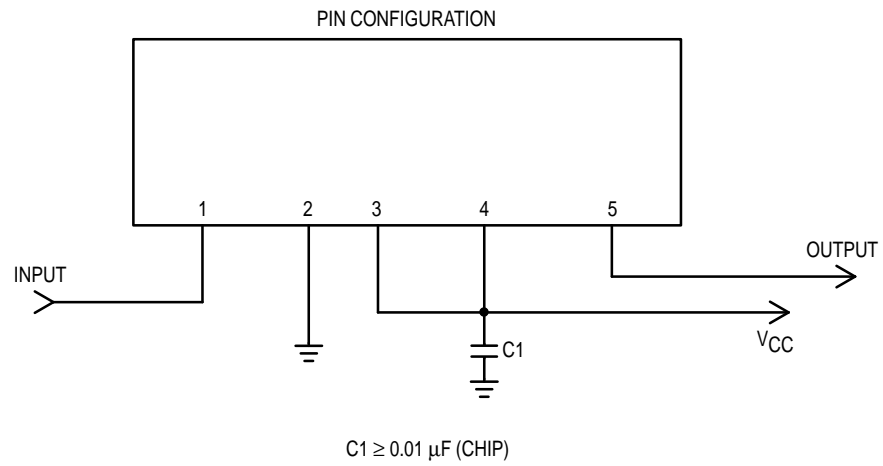 PIN CONFIGURATION
1 2 3 4 5
INPUT
OUTPUT
VCC
C1
C1 ≥ 0.01 µF (CHIP)